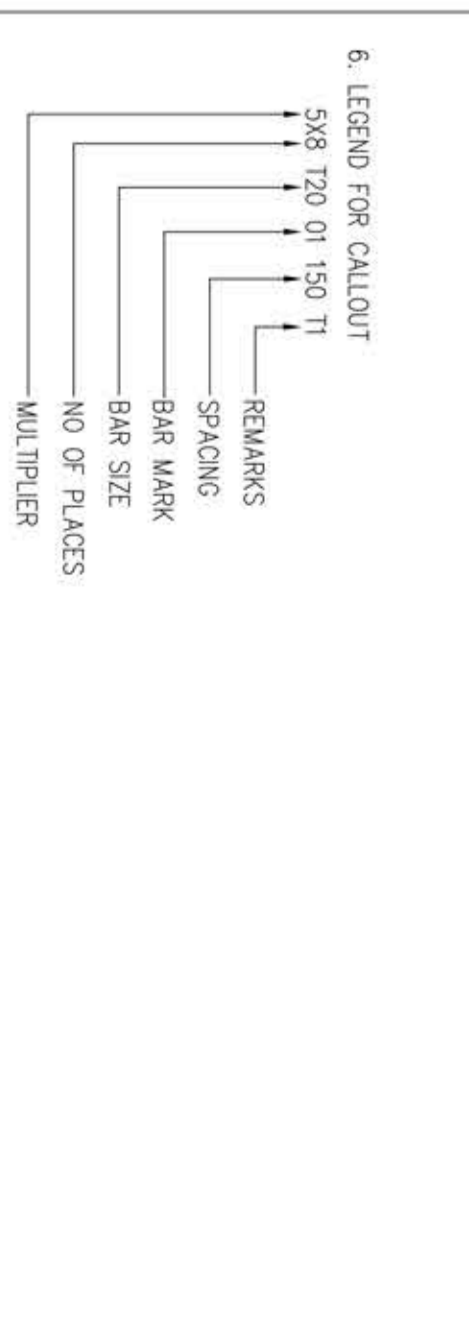 6. LEGEND FOR CALLOUT
5X8 T20 01 150 T1
REMARKS
SPACING
BAR MARK
BAR SIZE
NO OF PLACES
MULTIPLIER